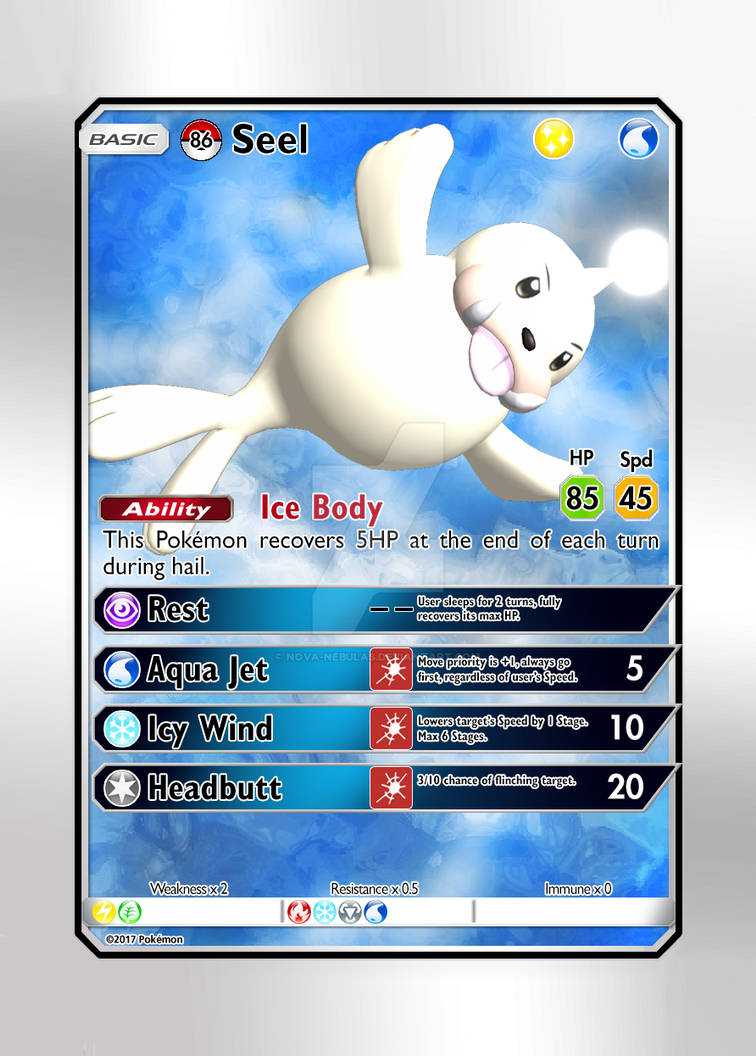 BASIC 86 Seel
HP Spd
85 45
Ability Ice Body
This Pokémon recovers 5HP at the end of each turn
during hail.
Rest — — User sleeps for 2 turns, fully
recovers its max HP.
© NOVA-NEBULAS.DEVIANTART.COM
Aqua Jet Move priority is +1, always go
first, regardless of user's Speed. 5
Icy Wind Lowers target's Speed by 1 Stage.
Max 6 Stages. 10
Headbutt 3/10 chance of flinching target. 20
Weakness x 2 Resistance x 0.5 Immune x 0
©2017 Pokémon